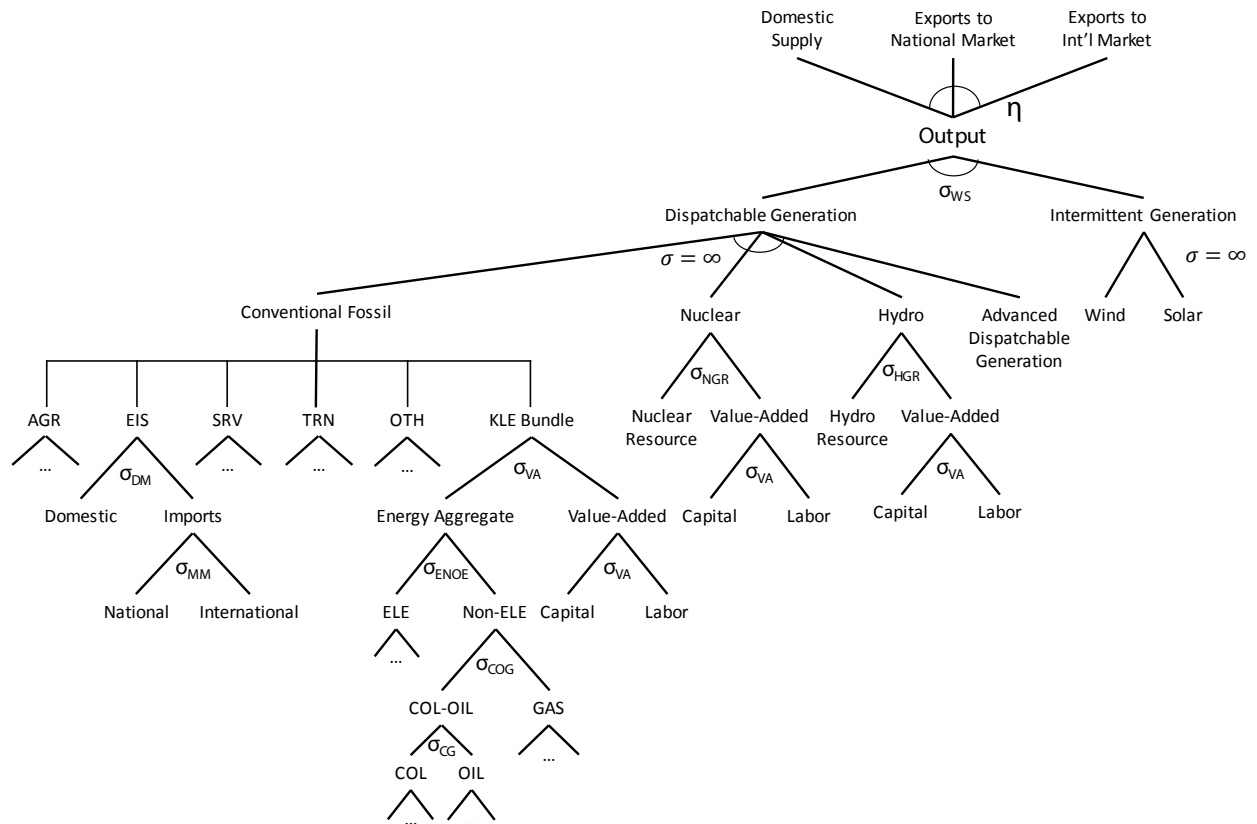 Domestic
Supply
Exports to
National Market
Exports to
Int'l Market
η
Output
σWS
Dispatchable Generation
Intermittent Generation
σ = ∞
σ = ∞
Conventional Fossil
Nuclear
Hydro
Advanced
Dispatchable
Generation
Wind
Solar
σNGR
σHGR
AGR
EIS
SRV
TRN
OTH
KLE Bundle
Nuclear
Resource
Value-Added
Hydro
Resource
Value-Added
...
σDM
...
...
...
σVA
σVA
σVA
Domestic
Imports
Energy Aggregate
Value-Added
Capital
Labor
Capital
Labor
σMM
σENOE
σVA
National
International
ELE
Non-ELE
Capital
Labor
...
σCOG
COL-OIL
GAS
σCG
...
COL
OIL
...
...